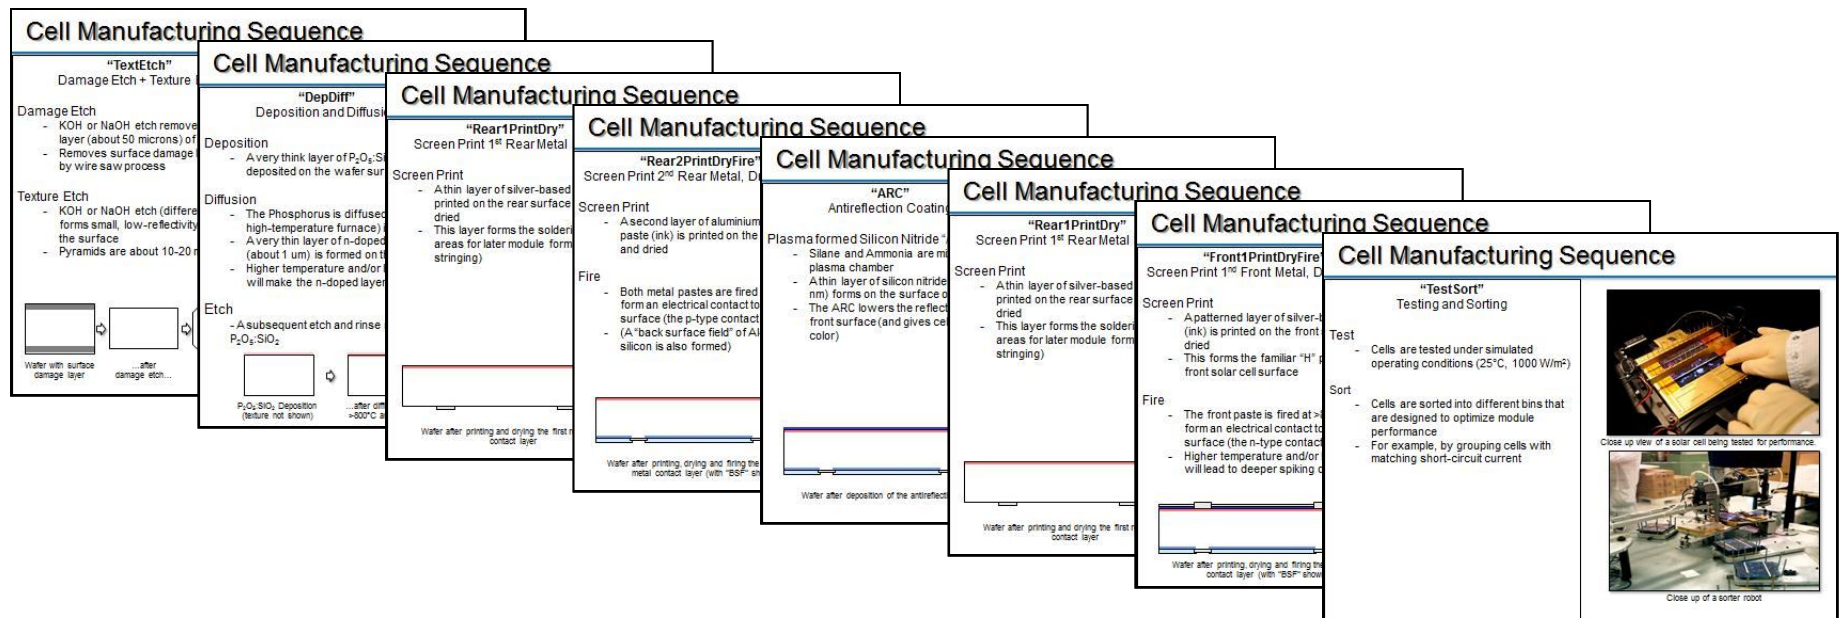 Cell Manufacturing Sequence
"TextEtch"
Damage Etch + Texture
Damage Etch
- KOH or NaOH etch remove
layer (about 50 microns) of
- Removes surface damage
by wire saw process
Texture Etch
- KOH or NaOH etch (differe
forms small, low-reflectivity
the surface
- Pyramids are about 10-20
Wafer with surface
damage layer
...after
damage etch...
Cell Manufacturing Sequence
"DepDiff"
Deposition and Diffusi
Deposition
- A very think layer of P₂O₅:Si
deposited on the wafer sur
Diffusion
- The Phosphorus is diffused
high-temperature furnace)
- A very thin layer of n-doped
(about 1 um) is formed on t
- Higher temperature and/or
will make the n-doped layer
Etch
- A subsequent etch and rinse
P₂O₅:SiO₂
P₂O₅:SiO₂ Deposition
(texture not shown)
...after diff
>800°C a
Cell Manufacturing Sequence
"Rear1PrintDry"
Screen Print 1st Rear Metal
Screen Print
- A thin layer of silver-based
printed on the rear surface
dried
- This layer forms the solderi
areas for later module form
stringing)
Wafer after printing and drying the first
contact layer
Cell Manufacturing Sequence
"Rear2PrintDryFire"
Screen Print 2nd Rear Metal, D
Screen Print
- A second layer of aluminium
paste (ink) is printed on the
and dried
Fire
- Both metal pastes are fired
form an electrical contact to
surface (the p-type contact
- (A "back surface field" of Al
silicon is also formed)
Wafer after printing, drying and firing the
metal contact layer (with "BSF" sh
Cell Manufacturing Sequence
"ARC"
Antireflection Coating
Plasma formed Silicon Nitride
- Silane and Ammonia are mi
plasma chamber
- A thin layer of silicon nitride
nm) forms on the surface o
- The ARC lowers the reflect
front surface (and gives cel
color)
Wafer after deposition of the antireflecti
Cell Manufacturing Sequence
"Rear1PrintDry"
Screen Print 1st Rear Metal
Screen Print
- A thin layer of silver-based
printed on the rear surface
dried
- This layer forms the solderi
areas for later module form
stringing)
Wafer after printing and drying the first
contact layer
Cell Manufacturing Sequence
"Front1PrintDryFire"
Screen Print 1nd Front Metal, D
Screen Print
- A patterned layer of silver-b
(ink) is printed on the front
dried
- This forms the familiar "H" p
front solar cell surface
Fire
- The front paste is fired at >
form an electrical contact to
surface (the n-type contact
- Higher temperature and/or
will lead to deeper spiking
Wafer after printing, drying and firing the
contact layer (with "BSF" show
Cell Manufacturing Sequence
"TestSort"
Testing and Sorting
Test
- Cells are tested under simulated
operating conditions (25°C, 1000 W/m²)
Sort
- Cells are sorted into different bins that
are designed to optimize module
performance
- For example, by grouping cells with
matching short-circuit current
Close up view of a solar cell being tested for performance.
Close up of a sorter robot